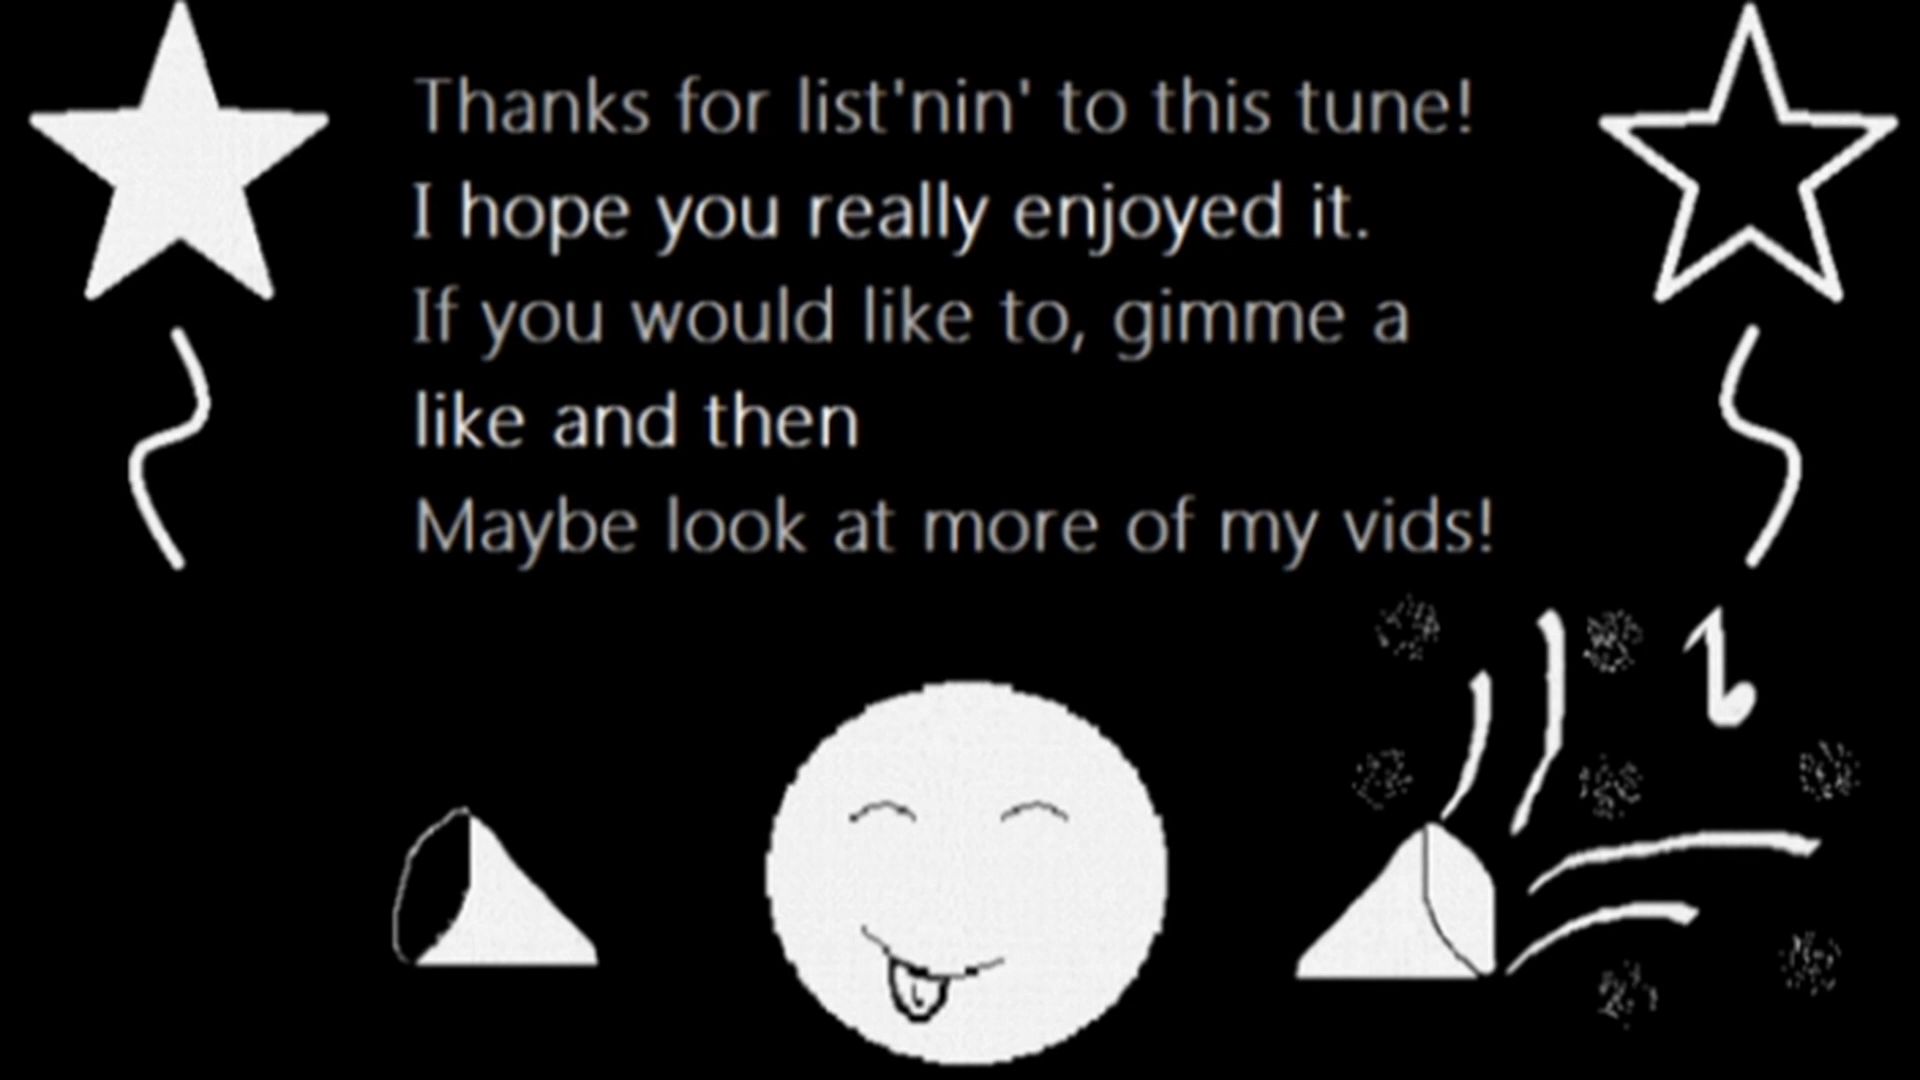 Thanks for list'nin' to this tune!
I hope you really enjoyed it.
If you would like to, gimme a
like and then
Maybe look at more of my vids!